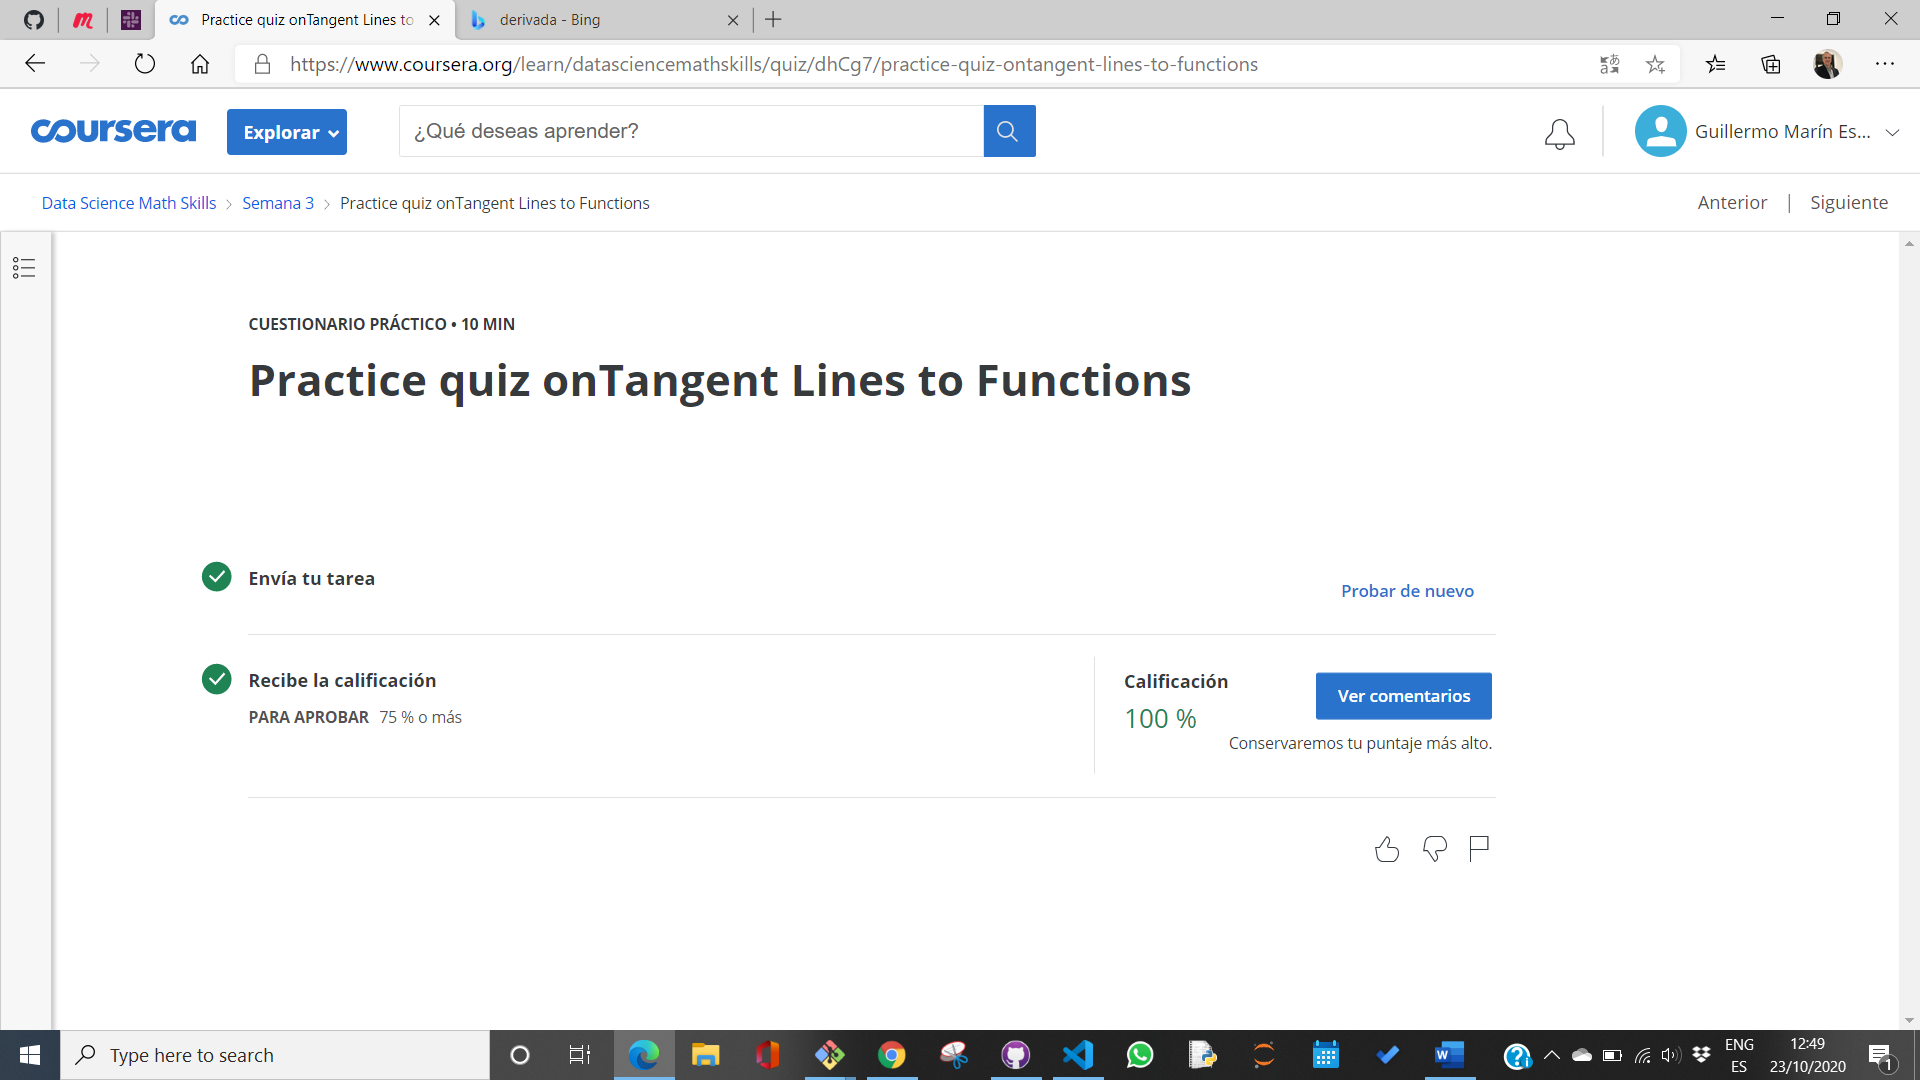 Practice quiz onTangent Lines to
derivada - Bing
https://www.coursera.org/learn/datasciencemathskills/quiz/dhCg7/practice-quiz-ontangent-lines-to-functions
coursera
Explorar
¿Qué deseas aprender?
Guillermo Marín Es...
Data Science Math Skills
Semana 3
Practice quiz onTangent Lines to Functions
Anterior
Siguiente
CUESTIONARIO PRÁCTICO • 10 MIN
Practice quiz onTangent Lines to Functions
Envía tu tarea
Probar de nuevo
Recibe la calificación
PARA APROBAR 75 % o más
Calificación
100 %
Ver comentarios
Conservaremos tu puntaje más alto.
Type here to search
ENG
ES
12:49
23/10/2020
1